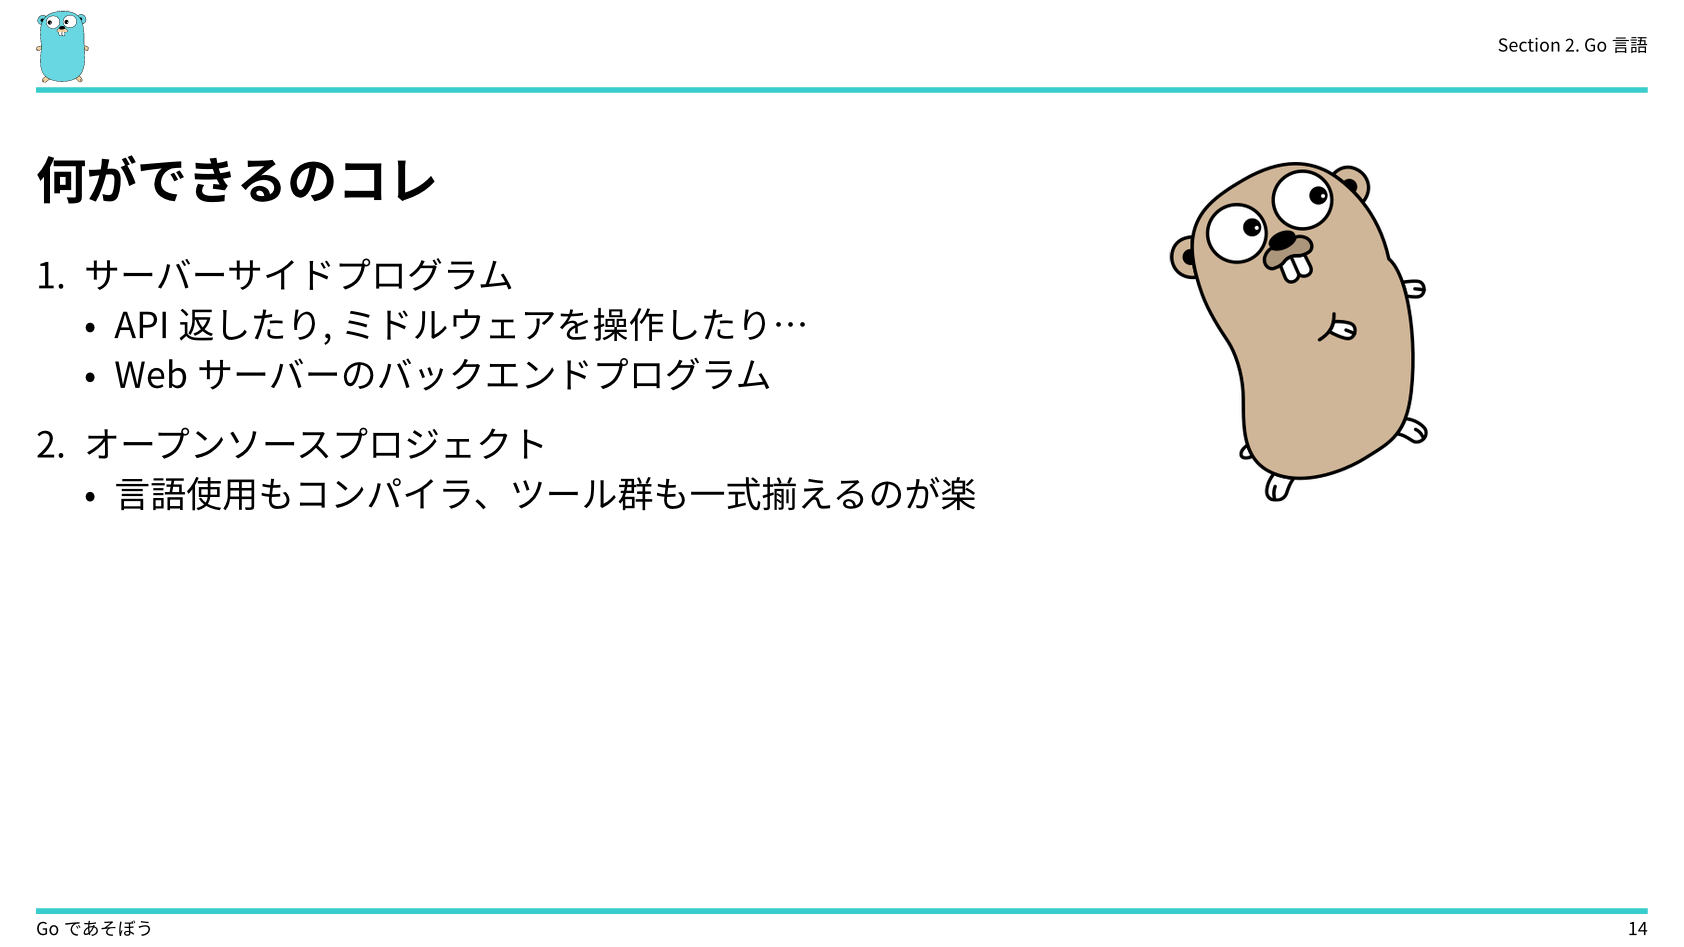 Section 2. Go 言語
何ができるのコレ
1. サーバーサイドプログラム
• API 返したり, ミドルウェアを操作したり…
• Web サーバーのバックエンドプログラム
2. オープンソースプロジェクト
• 言語使用もコンパイラ、ツール群も一式揃えるのが楽
Go であそぼう
14